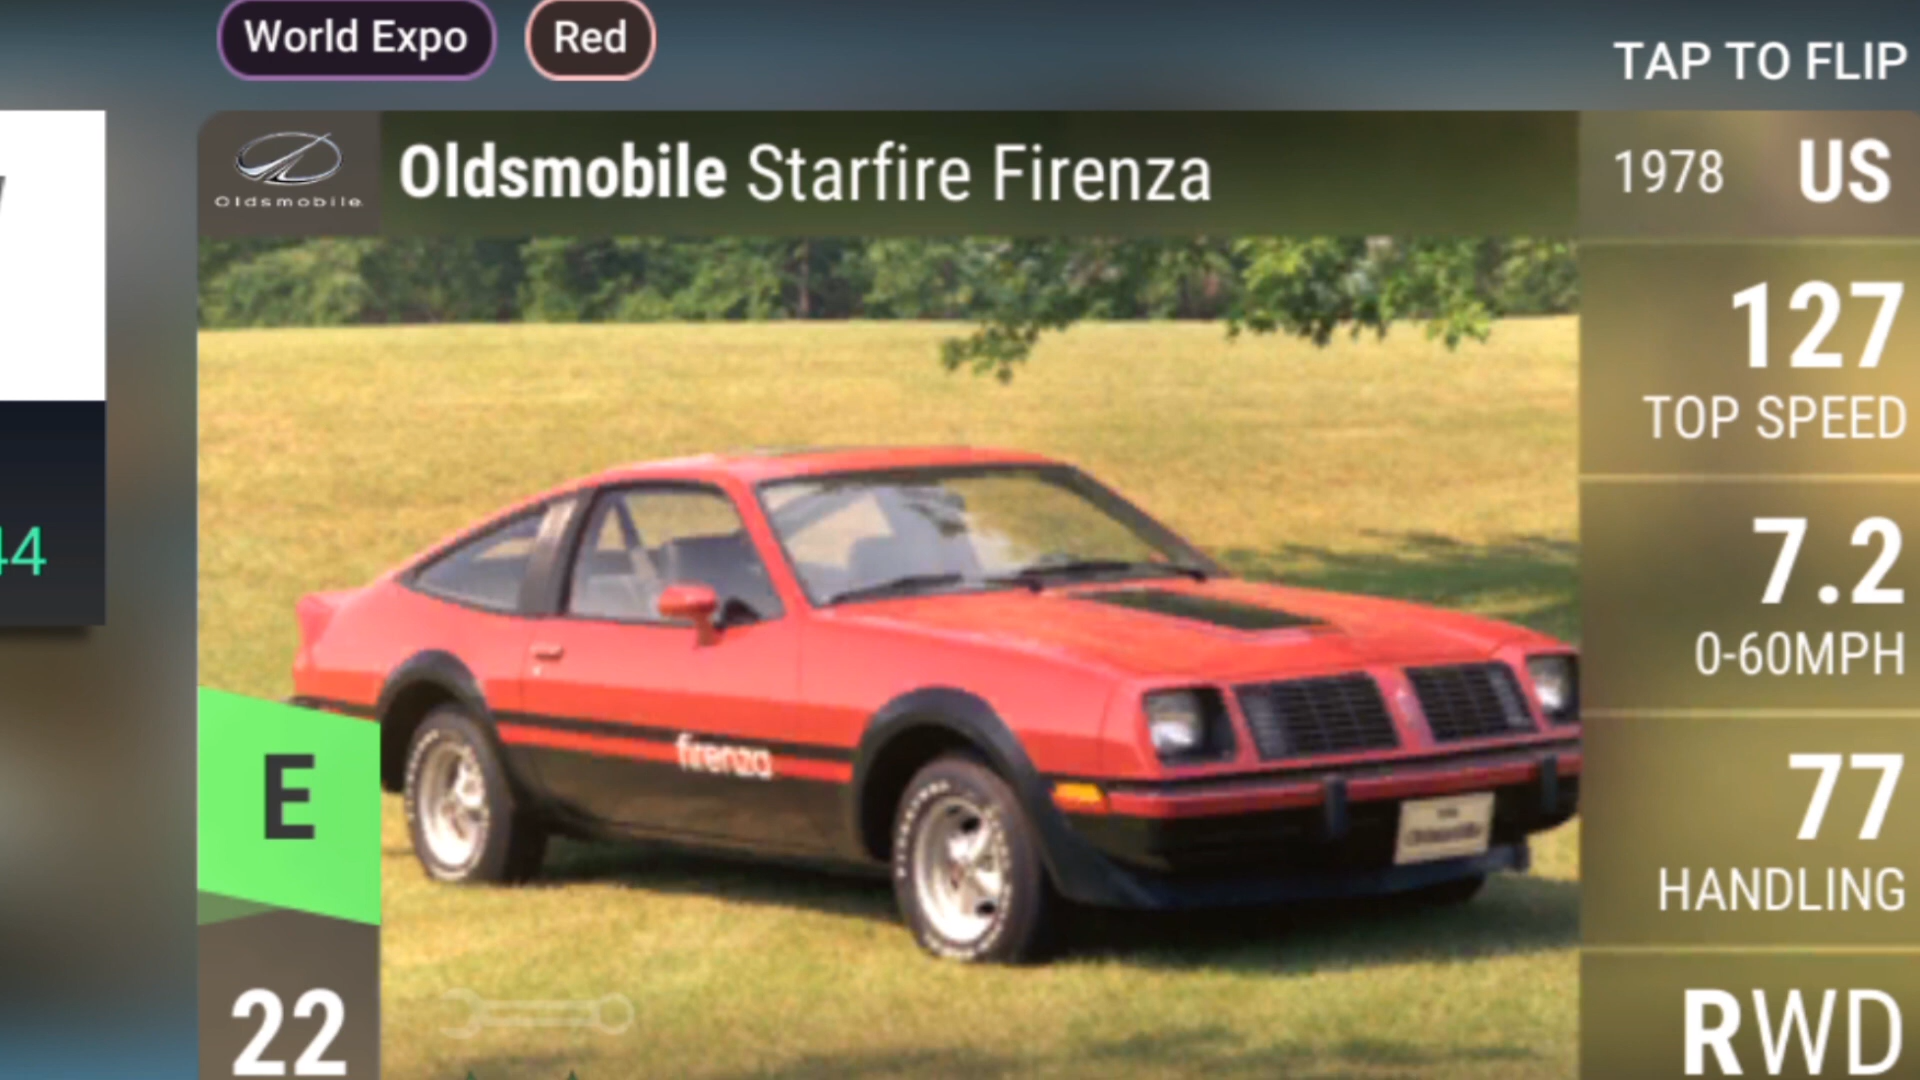 World Expo
Red
TAP TO FLIP
Oldsmobile
Oldsmobile Starfire Firenza
1978 US
127
TOP SPEED
7.2
0-60MPH
77
HANDLING
RWD
44
firenza
E
22